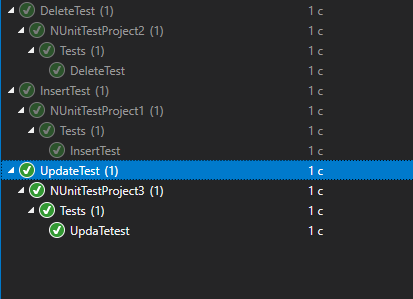 DeleteTest (1) 1 с
NUnitTestProject2 (1) 1 с
Tests (1) 1 с
DeleteTest 1 с
InsertTest (1) 1 с
NUnitTestProject1 (1) 1 с
Tests (1) 1 с
InsertTest 1 с
UpdateTest (1) 1 с
NUnitTestProject3 (1) 1 с
Tests (1) 1 с
UpdaTetest 1 с